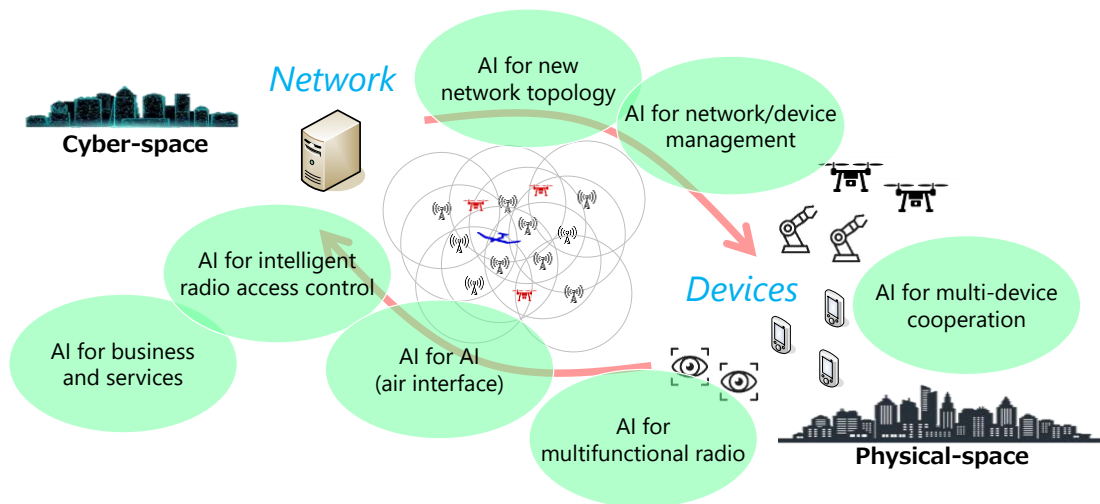 Network
AI for new
network topology
AI for network/device
management
Cyber-space
AI for intelligent
radio access control
Devices
AI for multi-device
cooperation
AI for business
and services
AI for AI
(air interface)
AI for
multifunctional radio
Physical-space